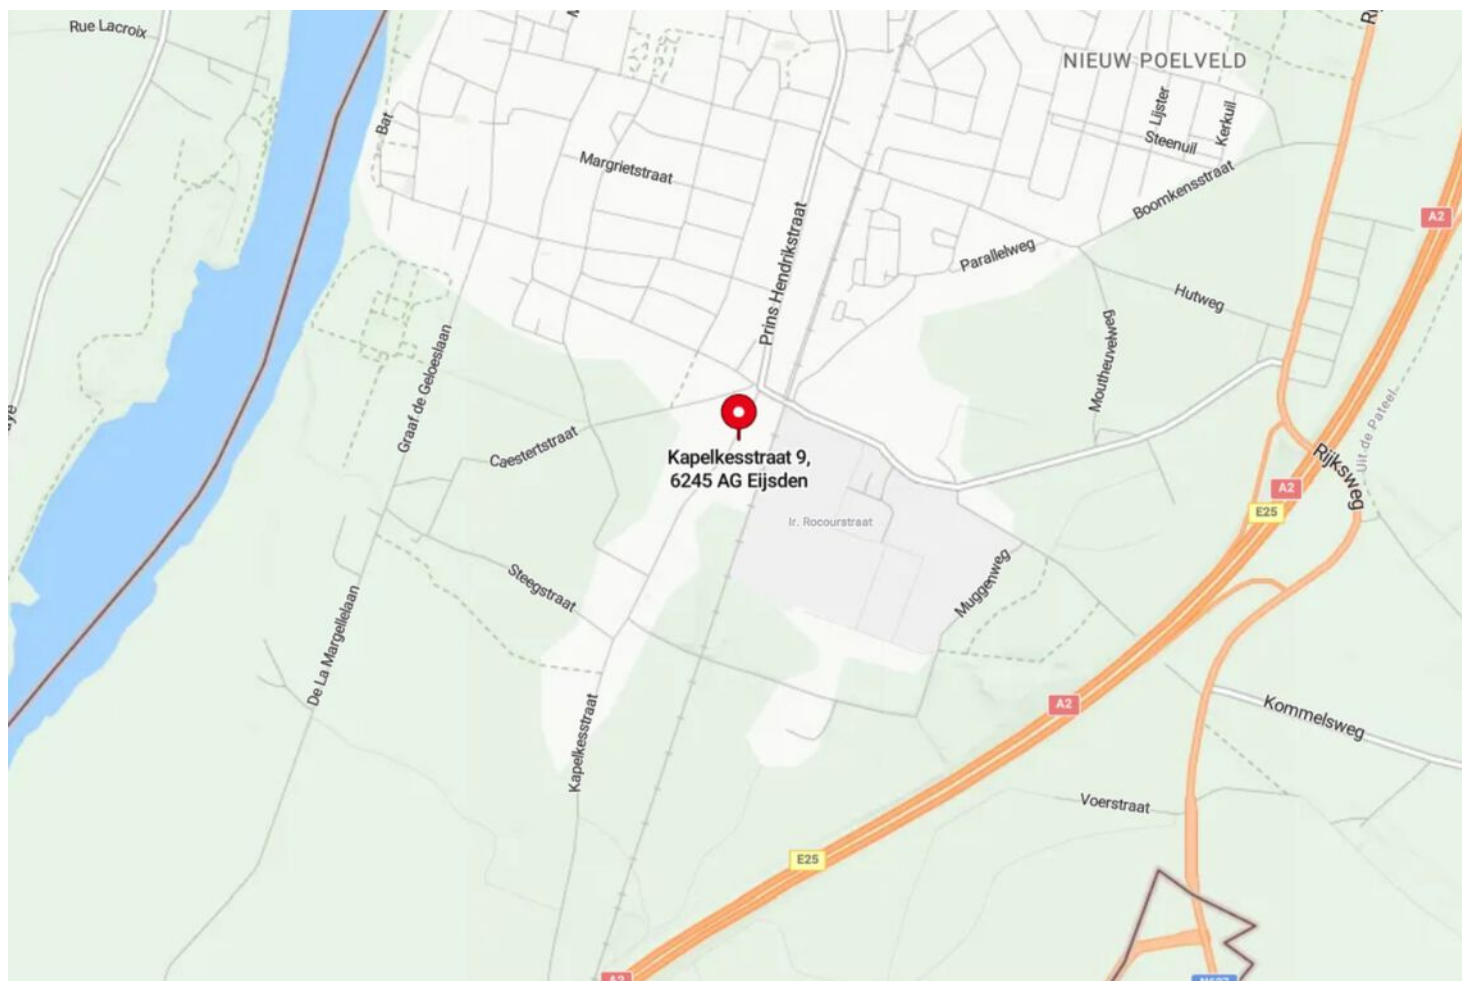 Rue Lacroix
NIEUW POELVELD
Bat
Lijster
Kerkuil
Steenuil
Margrietstraat
Boomkensstraat
A2
Prins Hendrikstraat
Parallelweg
Hutweg
Moutheuvelweg
Graaf de Geloeslaan
Uit de Pateel
Caestertstraat
Kapelkesstraat 9,
6245 AG Eijsden
Rijksweg
A2
E25
Ir. Rocourstraat
Steegstraat
Muggenweg
De La Margellelaan
A2
Kommelsweg
Kapelkesstraat
Voerstraat
E25
A2